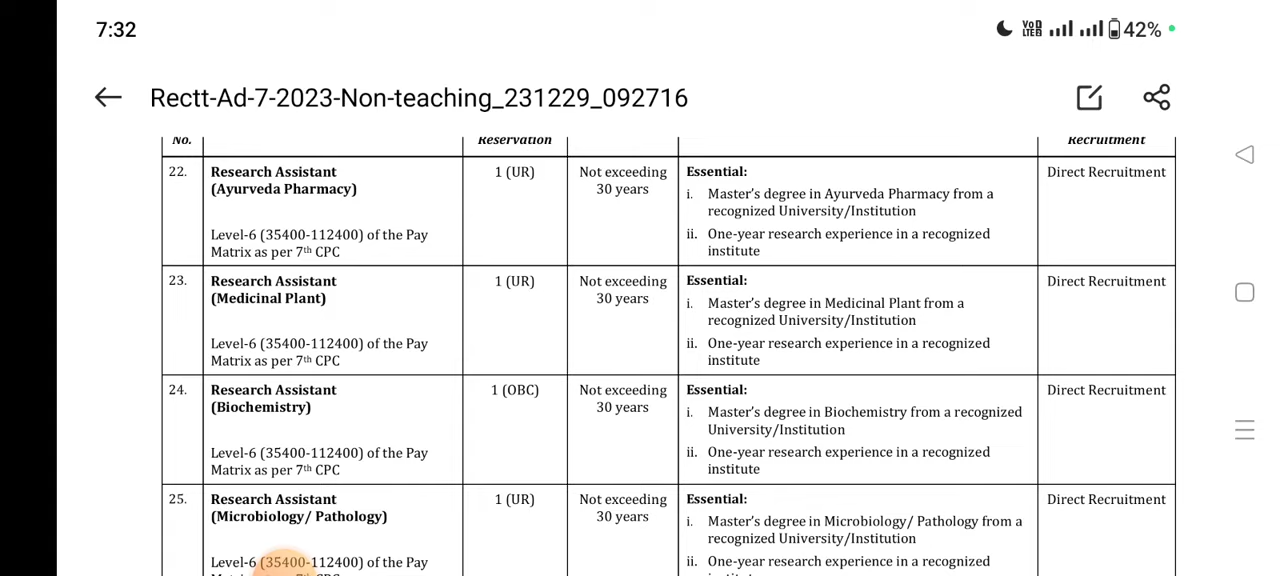 7:32
VoD LTE2 42%
Rectt-Ad-7-2023-Non-teaching_231229_092716
No. Reservation Recruitment
22. Research Assistant 1 (UR) Not exceeding Essential: Direct Recruitment
(Ayurveda Pharmacy) 30 years i. Master's degree in Ayurveda Pharmacy from a
recognized University/Institution
Level-6 (35400-112400) of the Pay ii. One-year research experience in a recognized
Matrix as per 7th CPC institute
23. Research Assistant 1 (UR) Not exceeding Essential: Direct Recruitment
(Medicinal Plant) 30 years i. Master's degree in Medicinal Plant from a
recognized University/Institution
Level-6 (35400-112400) of the Pay ii. One-year research experience in a recognized
Matrix as per 7th CPC institute
24. Research Assistant 1 (OBC) Not exceeding Essential: Direct Recruitment
(Biochemistry) 30 years i. Master's degree in Biochemistry from a recognized
University/Institution
Level-6 (35400-112400) of the Pay ii. One-year research experience in a recognized
Matrix as per 7th CPC institute
25. Research Assistant 1 (UR) Not exceeding Essential: Direct Recruitment
(Microbiology/ Pathology) 30 years i. Master's degree in Microbiology/ Pathology from a
recognized University/Institution
Level-6 (35400-112400) of the Pay ii. One-year research experience in a recognized